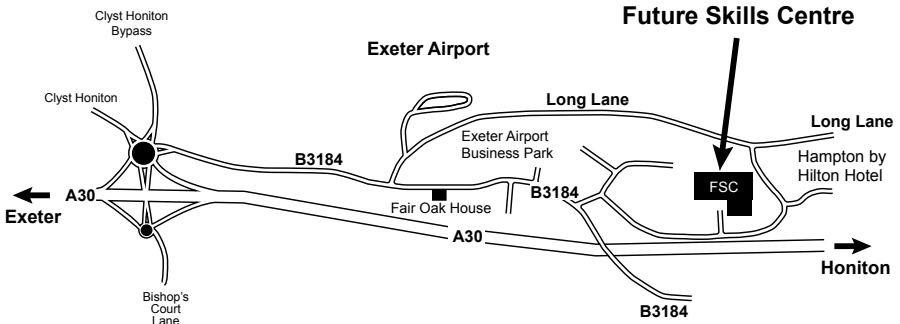 Clyst Honiton
Bypass
Future Skills Centre
Exeter Airport
Clyst Honiton
Long Lane
Long Lane
Exeter Airport
Business Park
B3184
Hampton by
Hilton Hotel
FSC
B3184
A30
Exeter
Fair Oak House
A30
Honiton
Bishop's
Court
Lane
B3184